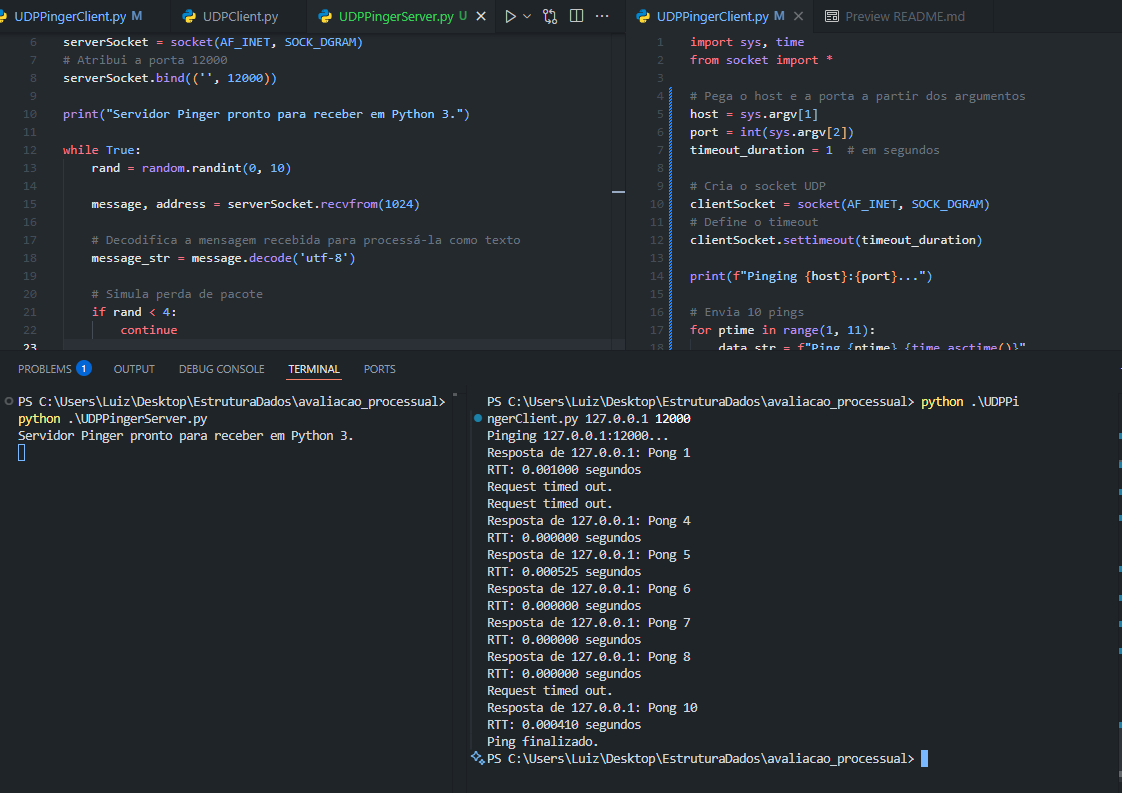 UDPPingerClient.py M
UDPClient.py
UDPPingerServer.py U
6 serverSocket = socket(AF_INET, SOCK_DGRAM)
7 # Atribui a porta 12000
8 serverSocket.bind(('', 12000))
9
10 print("Servidor Pinger pronto para receber em Python 3.")
11
12 while True:
13 rand = random.randint(0, 10)
14
15 message, address = serverSocket.recvfrom(1024)
16
17 # Decodifica a mensagem recebida para processá-la como texto
18 message_str = message.decode('utf-8')
19
20 # Simula perda de pacote
21 if rand < 4:
22 continue
23
UDPPingerClient.py M
Preview README.md
1 import sys, time
2 from socket import *
3
4 # Pega o host e a porta a partir dos argumentos
5 host = sys.argv[1]
6 port = int(sys.argv[2])
7 timeout_duration = 1 # em segundos
8
9 # Cria o socket UDP
10 clientSocket = socket(AF_INET, SOCK_DGRAM)
11 # Define o timeout
12 clientSocket.settimeout(timeout_duration)
13
14 print(f"Pinging {host}:{port}...")
15
16 # Envia 10 pings
17 for ptime in range(1, 11):
18 data_str = f"Ping {ptime} {time.asctime()}"
PROBLEMS 1 OUTPUT DEBUG CONSOLE TERMINAL PORTS
PS C:\Users\Luiz\Desktop\EstruturaDados\avaliacao_processual>
python .\UDPPingerServer.py
Servidor Pinger pronto para receber em Python 3.
PS C:\Users\Luiz\Desktop\EstruturaDados\avaliacao_processual> python .\UDPPi
ngerClient.py 127.0.0.1 12000
Pinging 127.0.0.1:12000...
Resposta de 127.0.0.1: Pong 1
RTT: 0.001000 segundos
Request timed out.
Request timed out.
Resposta de 127.0.0.1: Pong 4
RTT: 0.000000 segundos
Resposta de 127.0.0.1: Pong 5
RTT: 0.000525 segundos
Resposta de 127.0.0.1: Pong 6
RTT: 0.000000 segundos
Resposta de 127.0.0.1: Pong 7
RTT: 0.000000 segundos
Resposta de 127.0.0.1: Pong 8
RTT: 0.000000 segundos
Request timed out.
Resposta de 127.0.0.1: Pong 10
RTT: 0.000410 segundos
Ping finalizado.
PS C:\Users\Luiz\Desktop\EstruturaDados\avaliacao_processual>